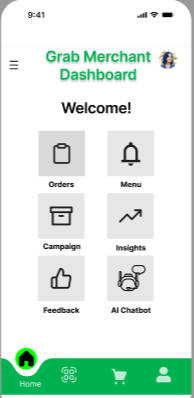 9:41
Grab Merchant
Dashboard
Welcome!
Orders
Menu
Campaign
Insights
Feedback
AI Chatbot
Home